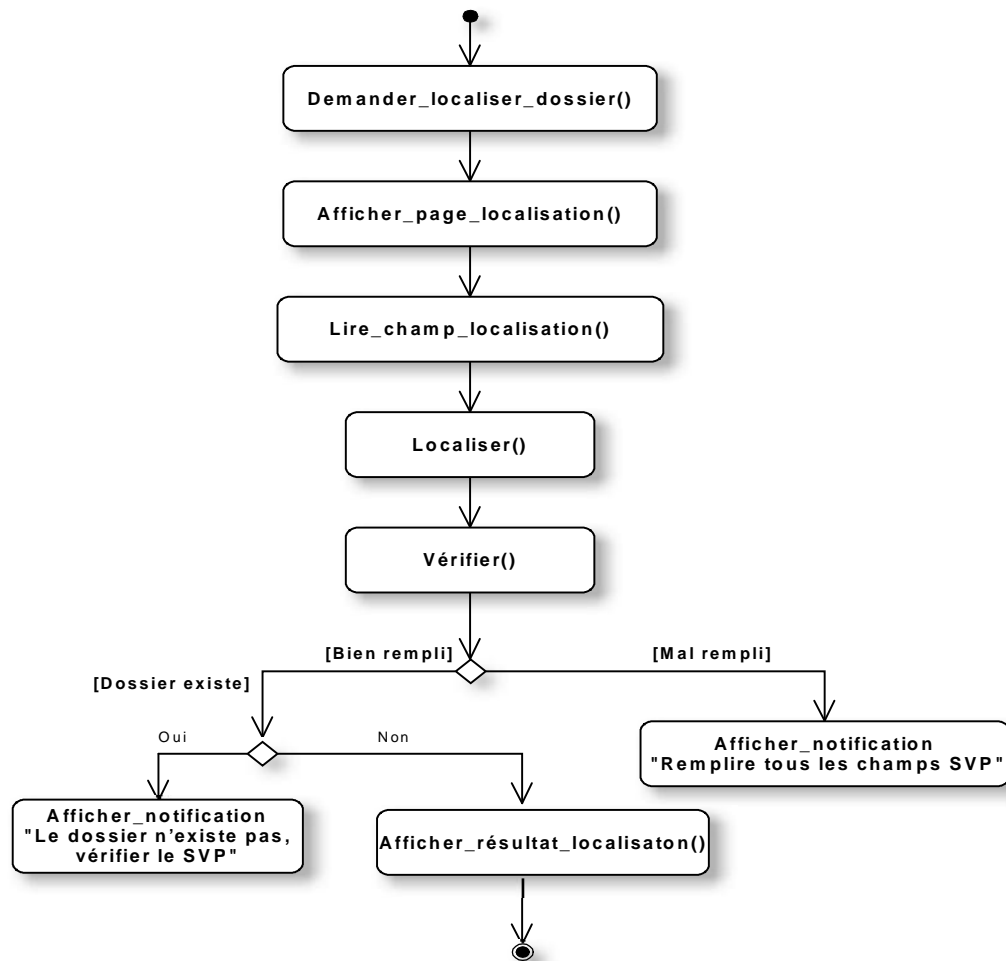 Demander_localiser_dossier()
Afficher_page_localisation()
Lire_champ_localisation()
Localiser()
Vérifier()
[Bien rempli]
[Mal rempli]
[Dossier existe]
Oui
Non
Afficher_notification
"Remplire tous les champs SVP"
Afficher_notification
"Le dossier n'existe pas,
vérifier le SVP"
Afficher_résultat_localisaton()